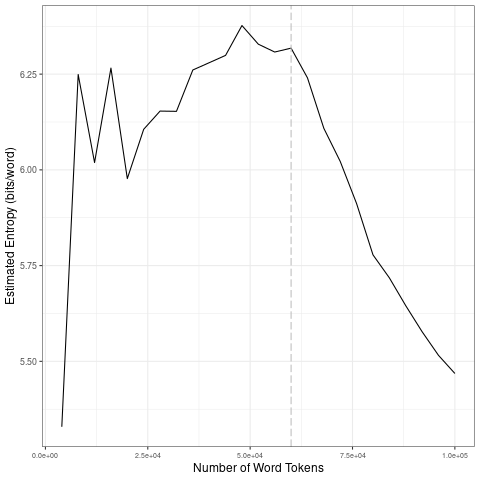 Estimated Entropy (bits/word)
6.25
6.00
5.75
5.50
0.0e+00 2.5e+04 5.0e+04 7.5e+04 1.0e+05
Number of Word Tokens